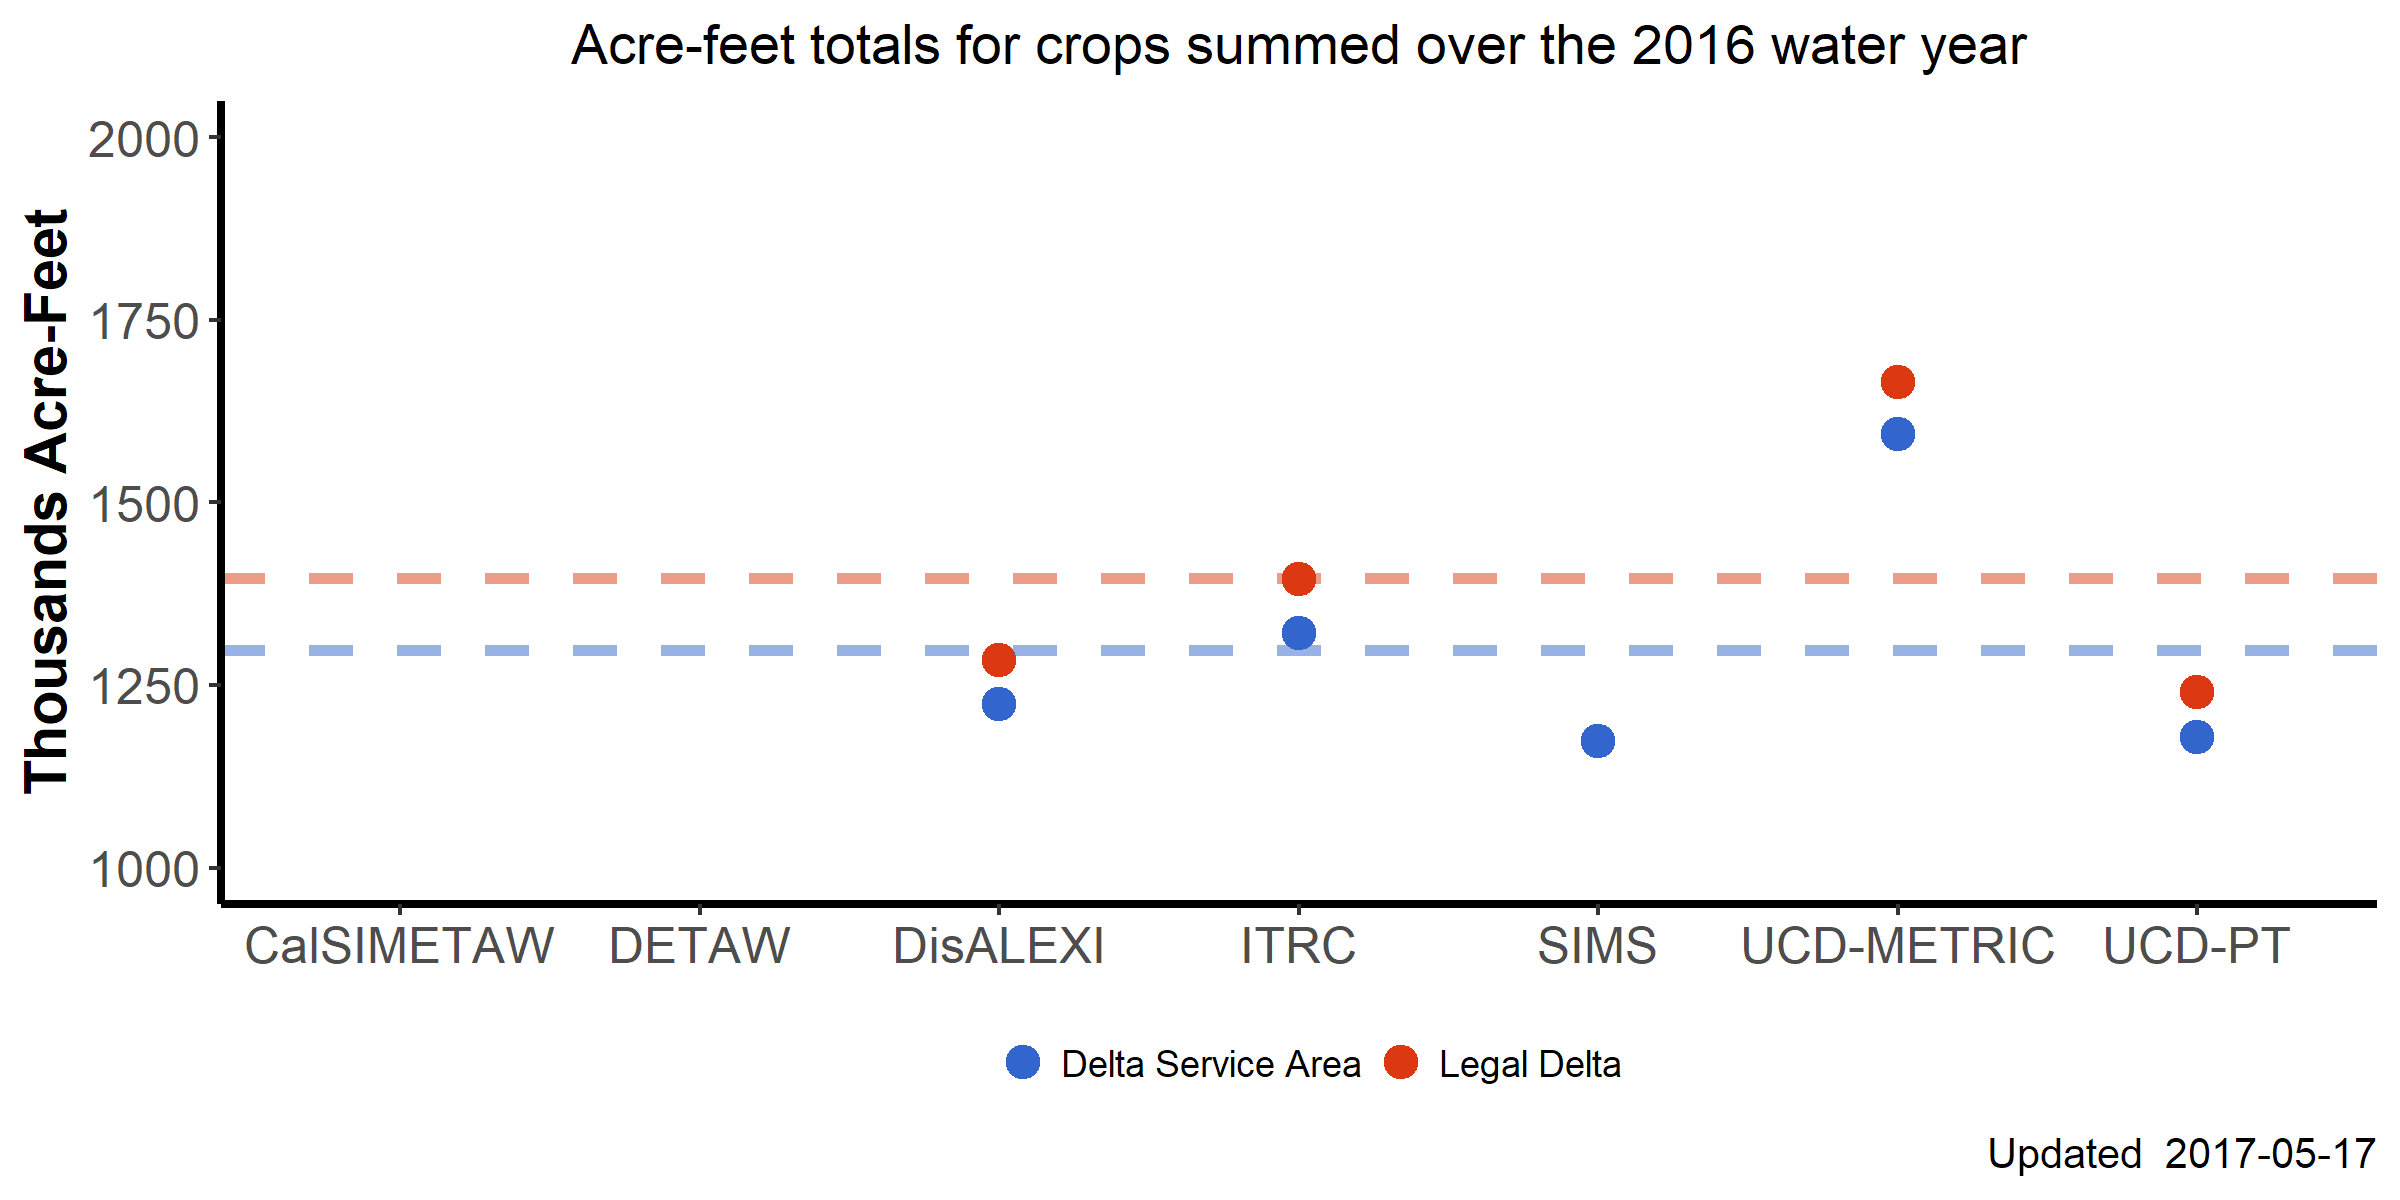 Acre-feet totals for crops summed over the 2016 water year
Thousands Acre-Feet
2000
1750
1500
1250
1000
CalSIMETAW DETAW DisALEXI ITRC SIMS UCD-METRIC UCD-PT
Delta Service Area Legal Delta
Updated 2017-05-17